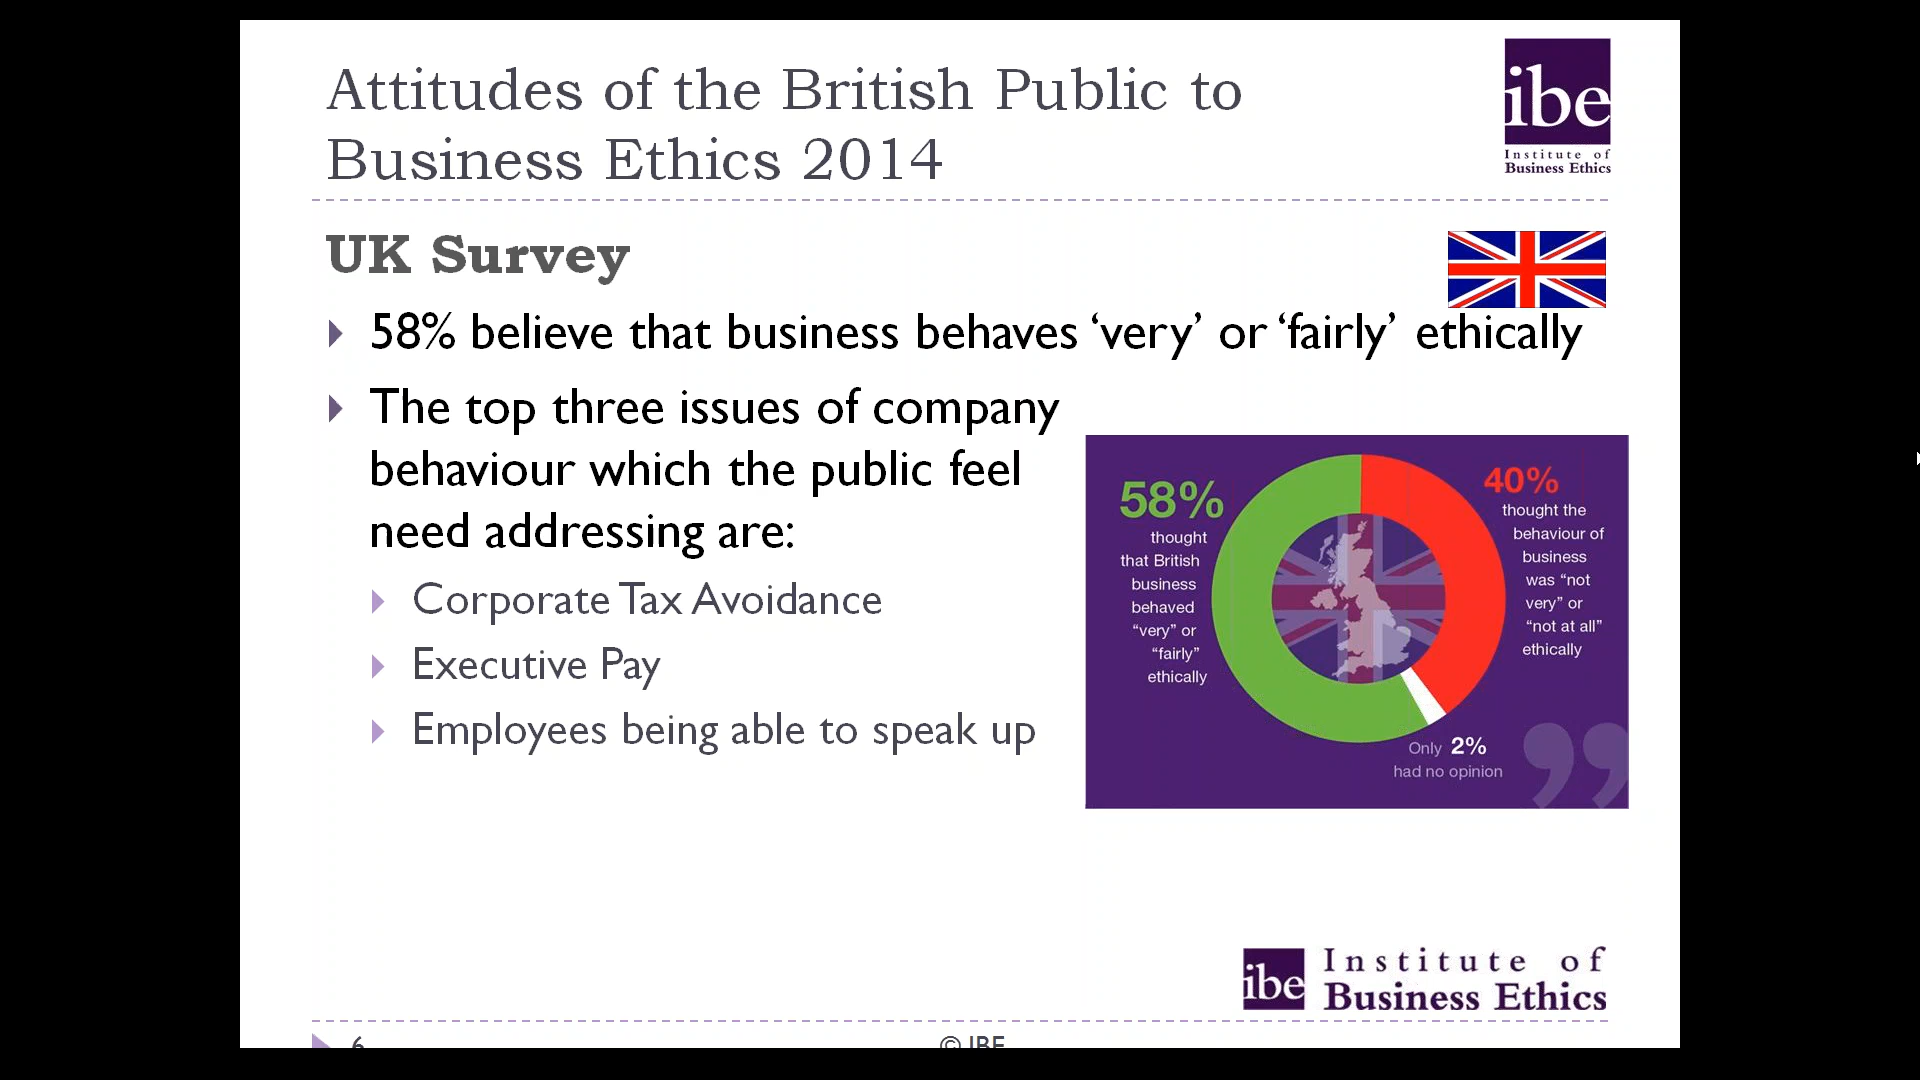 Attitudes of the British Public to
Business Ethics 2014
ibe
Institute of
Business Ethics
UK Survey
58% believe that business behaves ‘very’ or ‘fairly’ ethically
The top three issues of company
behaviour which the public feel
need addressing are:
Corporate Tax Avoidance
Executive Pay
Employees being able to speak up
58%
thought
that British
business
behaved
“very” or
“fairly”
ethically
40%
thought the
behaviour of
business
was “not
very” or
“not at all”
ethically
Only 2%
had no opinion
ibe
Institute of
Business Ethics
6
© IBE